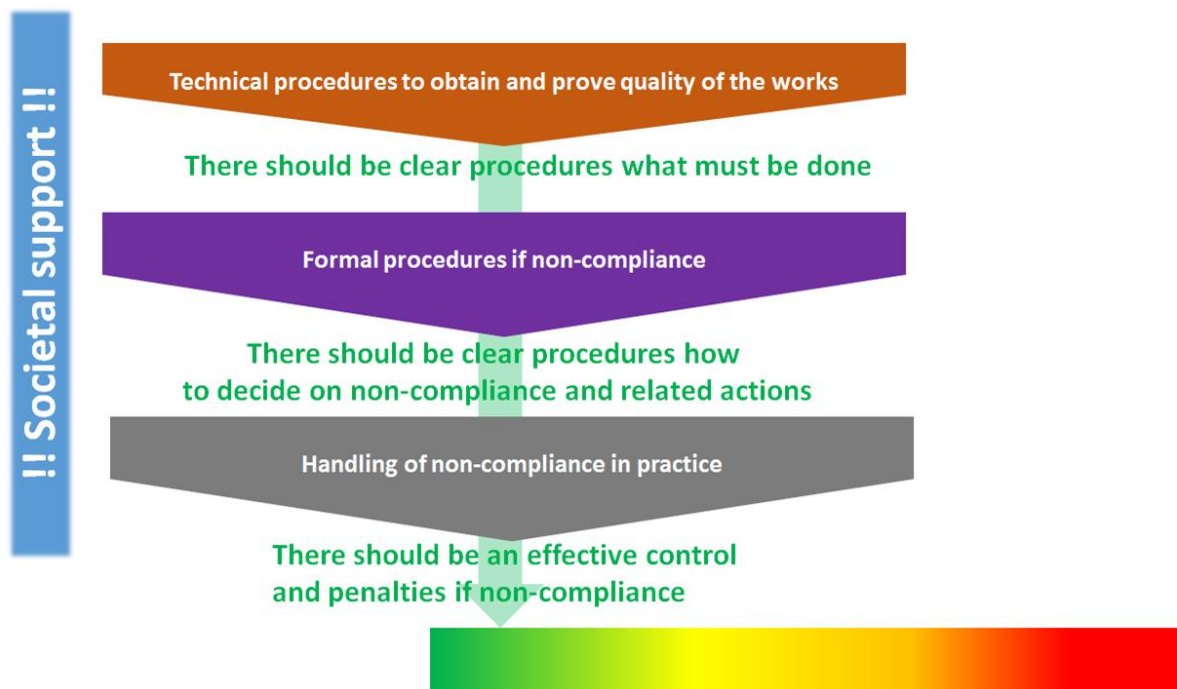 !! Societal support !!
Technical procedures to obtain and prove quality of the works
There should be clear procedures what must be done
Formal procedures if non-compliance
There should be clear procedures how
to decide on non-compliance and related actions
Handling of non-compliance in practice
There should be an effective control
and penalties if non-compliance